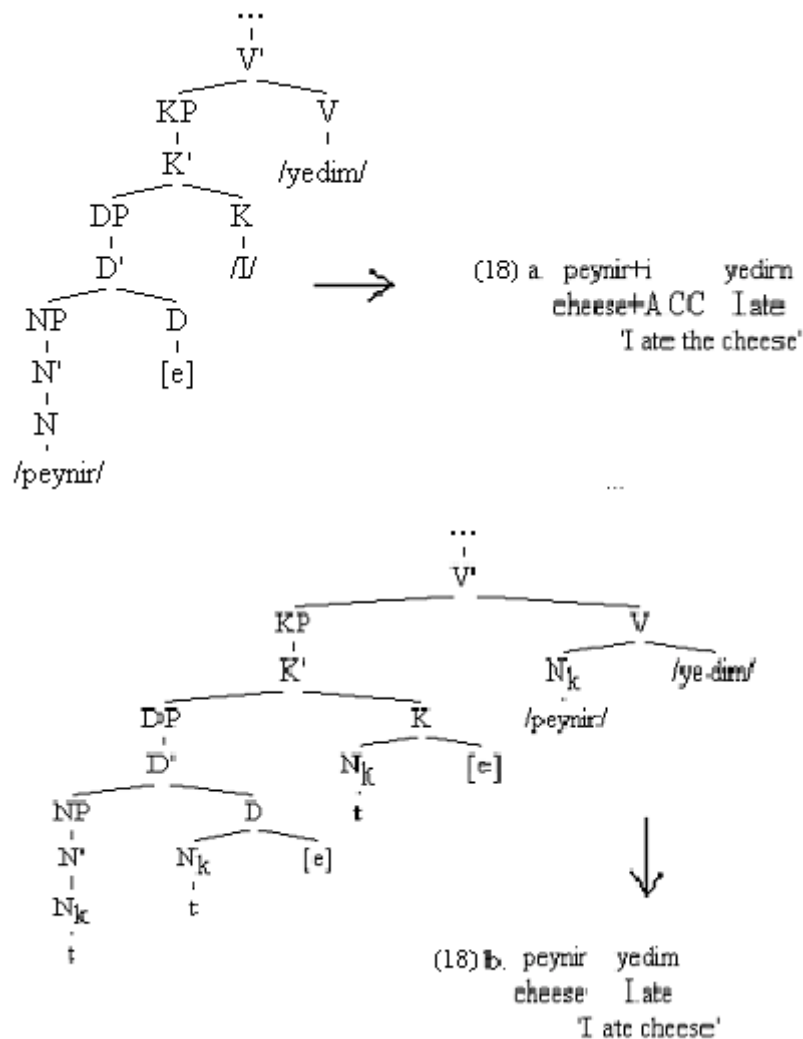 ...
V'
KP V
K' /yedim/
DP K
D' /I/
NP D
N' [e]
N
/peynir/
(18) a. peynir+i yedim
cheese+ACC I ate
'I ate the cheese'
...
...
V'
KP V
K' Nk /ye-dim/
/peynir/
DP K
D' Nk [e]
t
NP D
N' Nk [e]
Nk t
t
(18) b. peynir yedim
cheese I ate
'I ate cheese'